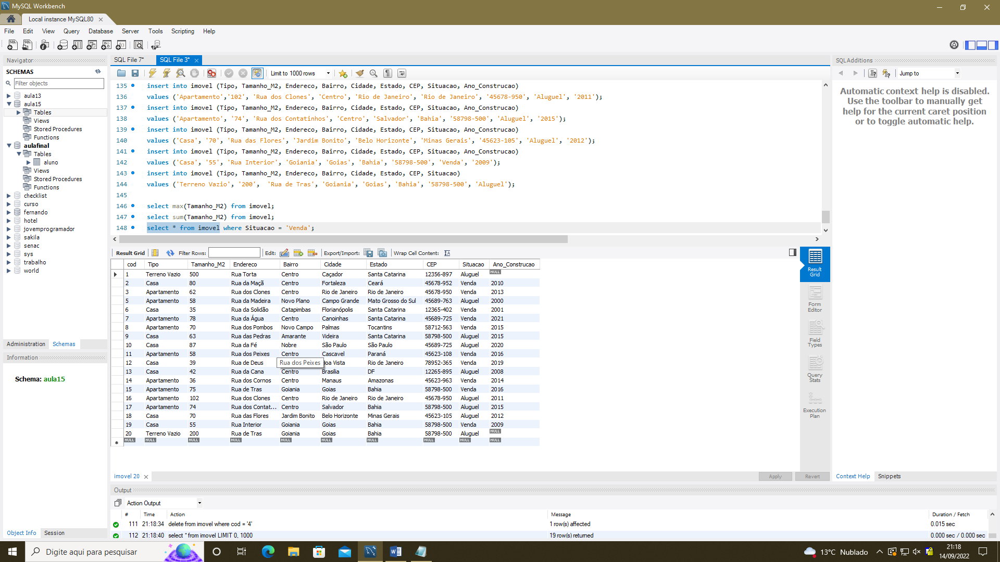 MySQL Workbench
Local instance MySQL80
File Edit View Query Database Server Tools Scripting Help
Navigator
SCHEMAS
Filter objects
aula13
aula15
Tables
Views
Stored Procedures
Functions
aulafinal
Tables
aluno
Views
Stored Procedures
Functions
checklist
curso
fernando
hotel
jovemprogramador
sakila
senac
sys
trabalho
world
Administration Schemas
Information
Schema: aula15
Object Info Session
SQL File 7* SQL File 3*
Limit to 1000 rows
135 insert into imovel (Tipo, Tamanho_M2, Endereco, Bairro, Cidade, Estado, CEP, Situacao, Ano_Construcao)
136 values ('Apartamento','102', 'Rua dos Clones', 'Centro', 'Rio de Janeiro', 'Rio de Janeiro', '45678-950', 'Aluguel', '2011');
137 insert into imovel (Tipo, Tamanho_M2, Endereco, Bairro, Cidade, Estado, CEP, Situacao, Ano_Construcao)
138 values ('Apartamento', '74', 'Rua dos Contatinhos', 'Centro', 'Salvador', 'Bahia', '58798-500', 'Aluguel', '2015');
139 insert into imovel (Tipo, Tamanho_M2, Endereco, Bairro, Cidade, Estado, CEP, Situacao, Ano_Construcao)
140 values ('Casa', '70', 'Rua das Flores', 'Jardim Bonito', 'Belo Horizonte', 'Minas Gerais', '45623-105', 'Aluguel', '2012');
141 insert into imovel (Tipo, Tamanho_M2, Endereco, Bairro, Cidade, Estado, CEP, Situacao, Ano_Construcao)
142 values ('Casa', '55', 'Rua Interior', 'Goiania', 'Goias', 'Bahia', '58798-500', 'Venda', '2009');
143 insert into imovel (Tipo, Tamanho_M2, Endereco, Bairro, Cidade, Estado, CEP, Situacao)
144 values ('Terreno Vazio', '200',  'Rua de Tras', 'Goiania', 'Goias', 'Bahia', '58798-500', 'Aluguel');
145
146 select max(Tamanho_M2) from imovel;
147 select sum(Tamanho_M2) from imovel;
148 select * from imovel where Situacao = 'Venda';
Result Grid Filter Rows: Edit: Export/Import: Wrap Cell Content:
cod Tipo Tamanho_M2 Endereco Bairro Cidade Estado CEP Situacao Ano_Construcao
1 Terreno Vazio 500 Rua Torta Centro Caçador Santa Catarina 12356-897 Aluguel NULL
2 Casa 80 Rua da Maçã Centro Fortaleza Ceará 45678-952 Venda 2010
3 Apartamento 62 Rua dos Clones Centro Rio de Janeiro Rio de Janeiro 45678-950 Venda 2013
5 Apartamento 58 Rua da Madeira Novo Plano Campo Grande Mato Grosso do Sul 45689-763 Aluguel 2000
6 Casa 35 Rua da Solidão Catapimbas Florianópolis Santa Catarina 12365-402 Venda 2001
7 Apartamento 78 Rua da Água Centro Canoinhas Santa Catarina 45689-725 Venda 2021
8 Apartamento 70 Rua dos Pombos Novo Campo Palmas Tocantins 58712-563 Venda 2015
9 Casa 63 Rua das Pedras Amarante Videira Santa Catarina 58798-500 Aluguel 2015
10 Casa 87 Rua da Fé Nobre São Paulo São Paulo 45689-725 Aluguel 2020
11 Apartamento 58 Rua dos Peixes Centro Cascavel Paraná 45623-108 Venda 2016
12 Casa 39 Rua de Deus Rua dos Peixes Boa Vista Rio de Janeiro 78952-365 Venda 2019
13 Casa 42 Rua da Cana Centro Brasilia DF 12265-895 Aluguel 2008
14 Apartamento 36 Rua dos Cornos Centro Manaus Amazonas 45623-963 Venda 2014
15 Apartamento 75 Rua de Tras Goiania Goias Bahia 58798-500 Venda 2016
16 Apartamento 102 Rua dos Clones Centro Rio de Janeiro Rio de Janeiro 45678-950 Aluguel 2011
17 Apartamento 74 Rua dos Contat... Centro Salvador Bahia 58798-500 Aluguel 2015
18 Casa 70 Rua das Flores Jardim Bonito Belo Horizonte Minas Gerais 45623-105 Aluguel 2012
19 Casa 55 Rua Interior Goiania Goias Bahia 58798-500 Venda 2009
20 Terreno Vazio 200 Rua de Tras Goiania Goias Bahia 58798-500 Aluguel NULL
NULL NULL NULL NULL NULL NULL NULL NULL NULL NULL
Result Grid
Form Editor
Field Types
Query Stats
Execution Plan
imovel 20 Apply Revert
Output
Action Output
# Time Action Message Duration / Fetch
111 21:18:34 delete from imovel where cod = '4' 1 row(s) affected 0.015 sec
112 21:18:40 select * from imovel LIMIT 0, 1000 19 row(s) returned 0.000 sec / 0.000 sec
SQLAdditions
Jump to
Automatic context help is disabled.
Use the toolbar to manually get
help for the current caret position
or to toggle automatic help.
Context Help Snippets
Digite aqui para pesquisar
13°C Nublado
21:18
14/09/2022